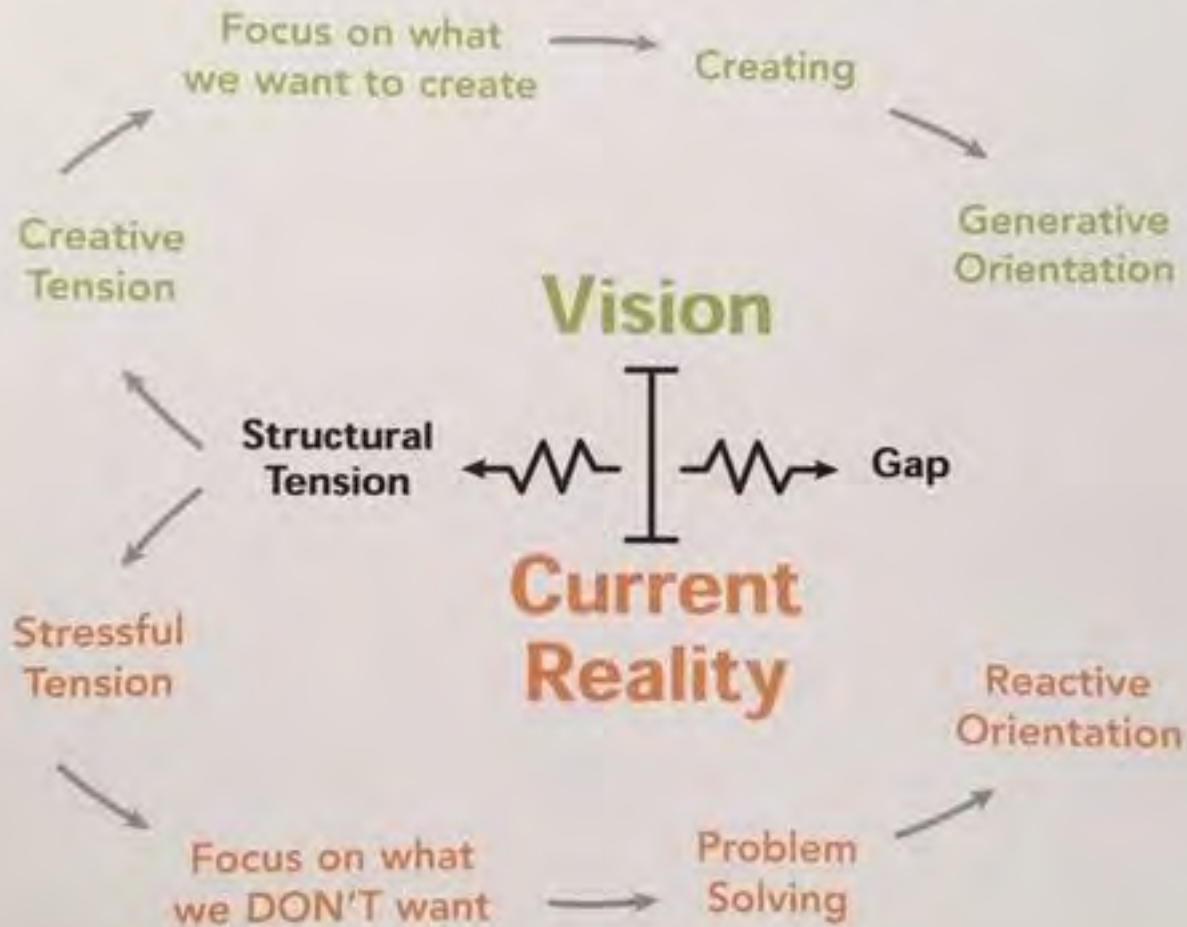 Focus on what
we want to create
Creating
Creative
Tension
Generative
Orientation
Vision
Structural
Tension
Gap
Current
Reality
Stressful
Tension
Reactive
Orientation
Focus on what
we DON'T want
Problem
Solving